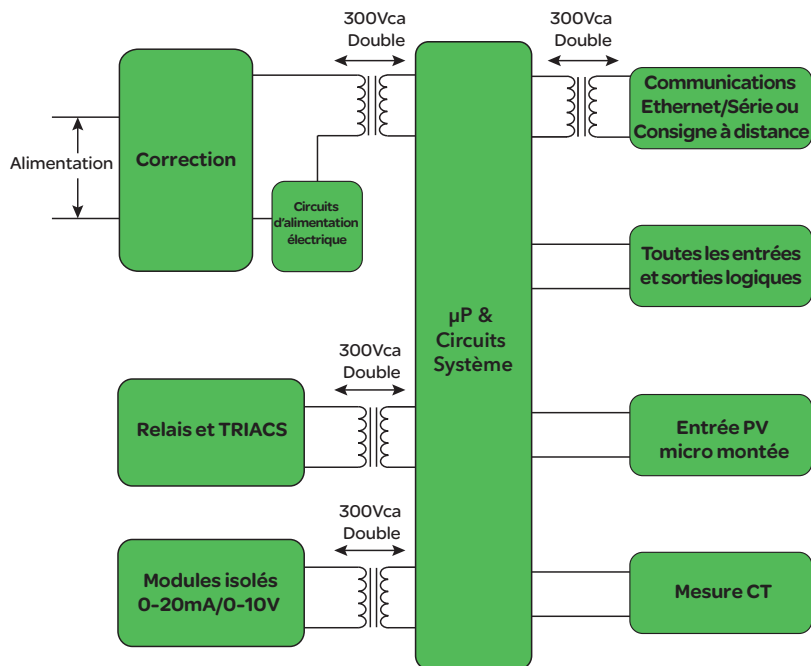 300Vca
Double
300Vca
Double
Communications
Ethernet/Série ou
Consigne à distance
Alimentation
Correction
Circuits
d'alimentation
électrique
Toutes les entrées
et sorties logiques
µP &
Circuits
Système
300Vca
Double
Relais et TRIACS
Entrée PV
micro montée
300Vca
Double
Modules isolés
0-20mA/0-10V
Mesure CT